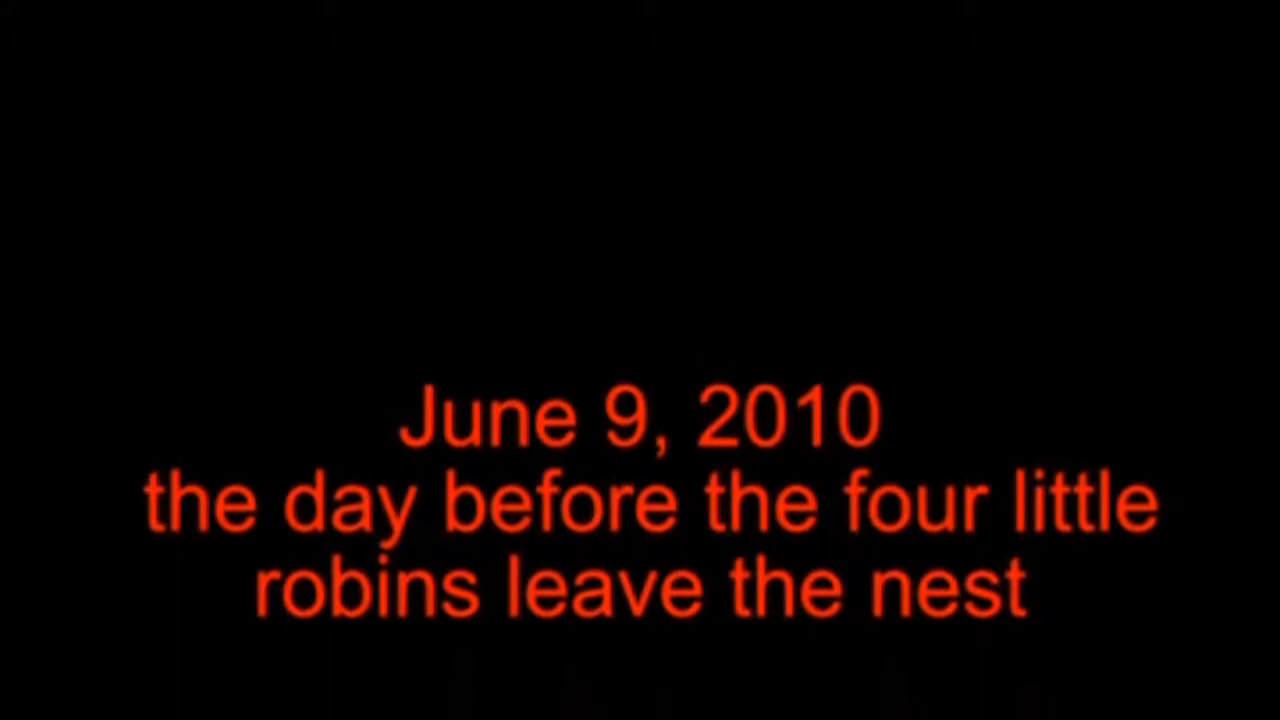 June 9, 2010
the day before the four little
robins leave the nest